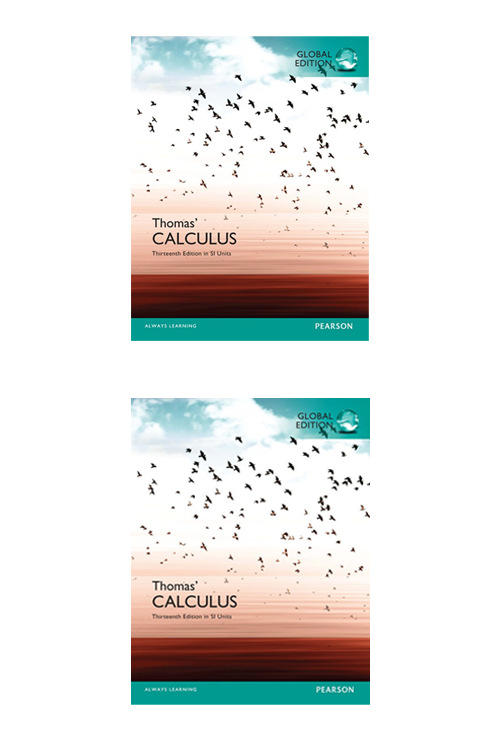 GLOBAL
EDITION
Thomas'
CALCULUS
Thirteenth Edition in SI Units
ALWAYS LEARNING
PEARSON
GLOBAL
EDITION
Thomas'
CALCULUS
Thirteenth Edition in SI Units
ALWAYS LEARNING
PEARSON